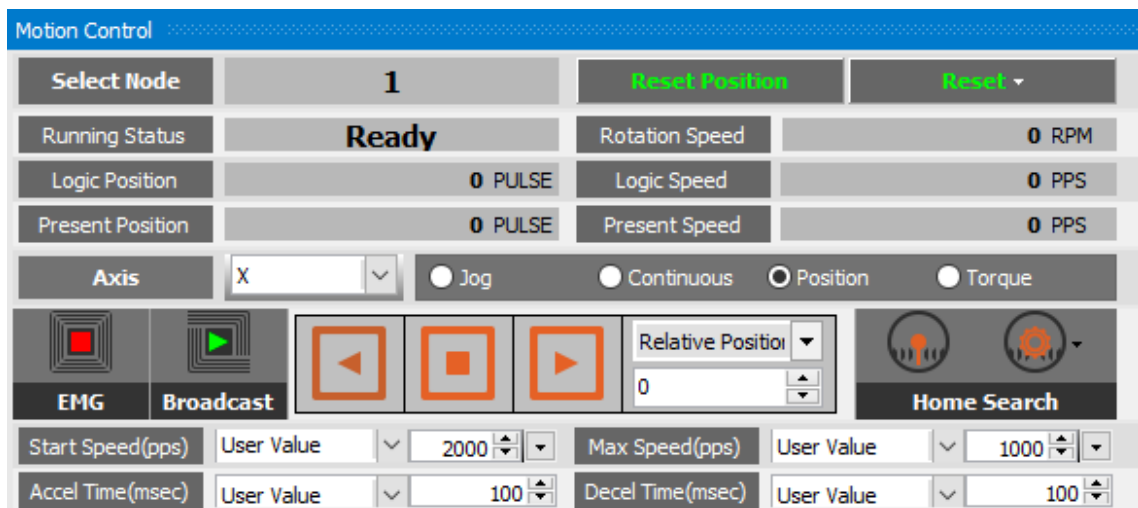 Motion Control
Select Node 1 Reset Position Reset
Running Status Ready Rotation Speed 0 RPM
Logic Position 0 PULSE Logic Speed 0 PPS
Present Position 0 PULSE Present Speed 0 PPS
Axis X Jog Continuous Position Torque
Relative Position
0
EMG Broadcast Home Search
Start Speed(pps) User Value 2000 Max Speed(pps) User Value 1000
Accel Time(msec) User Value 100 Decel Time(msec) User Value 100